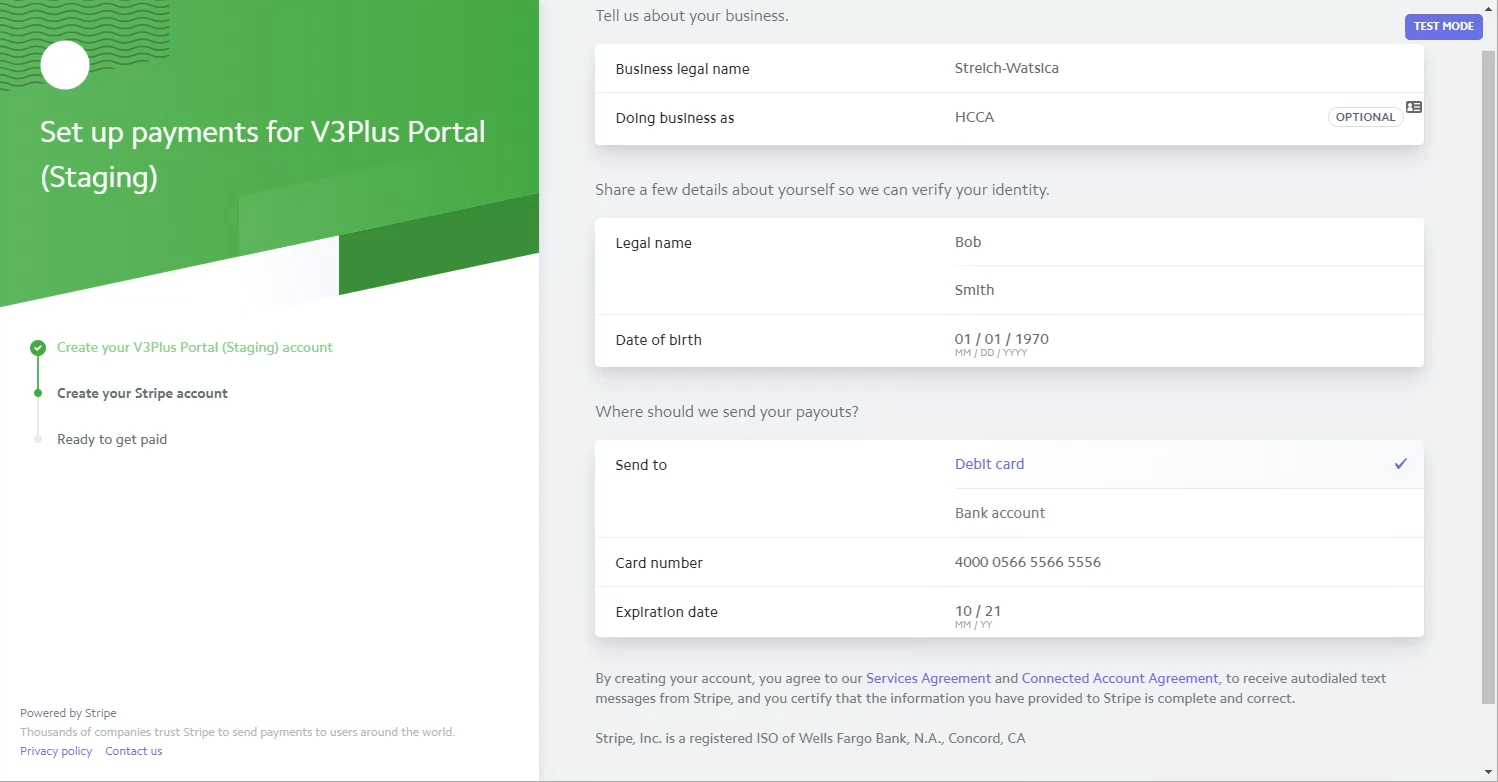 Set up payments for V3Plus Portal
(Staging)
Create your V3Plus Portal (Staging) account
Create your Stripe account
Ready to get paid
Powered by Stripe
Thousands of companies trust Stripe to send payments to users around the world.
Privacy policy Contact us
TEST MODE
Tell us about your business.
Business legal name Streich-Watsica
Doing business as HCCA OPTIONAL
Share a few details about yourself so we can verify your identity.
Legal name Bob
Smith
Date of birth 01 / 01 / 1970
MM / DD / YYYY
Where should we send your payouts?
Send to Debit card
Bank account
Card number 4000 0566 5566 5556
Expiration date 10 / 21
MM / YY
By creating your account, you agree to our Services Agreement and Connected Account Agreement, to receive autodialed text
messages from Stripe, and you certify that the information you have provided to Stripe is complete and correct.
Stripe, Inc. is a registered ISO of Wells Fargo Bank, N.A., Concord, CA